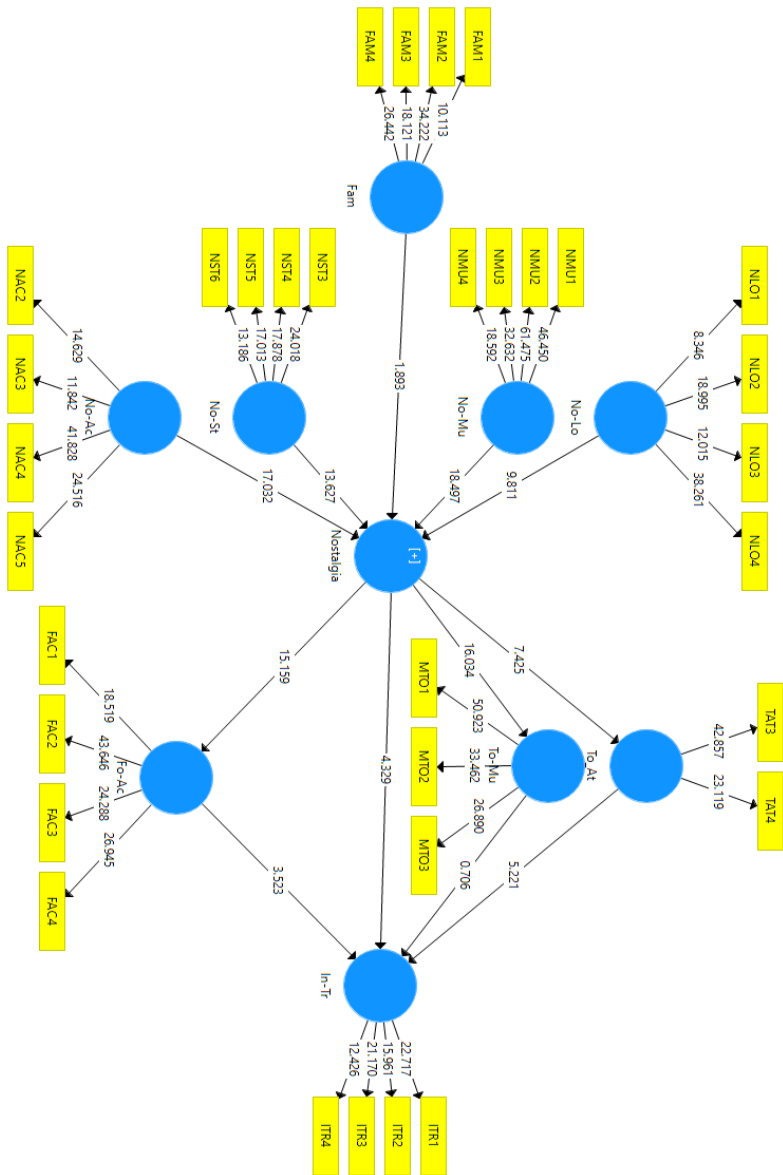 NLO1
NLO2
NLO3
NLO4
8.346
18.995
12.015
38.261
No-Lo
TAT3
TAT4
42.857
23.119
To_At
NMU1
NMU2
NMU3
NMU4
46.450
61.475
32.632
18.592
No-Mu
9.811
18.497
7.425
16.034
To-Mu
50.923
33.462
26.890
MTO1
MTO2
MTO3
5.221
0.706
FAM1
FAM2
FAM3
FAM4
10.113
34.222
18.121
26.442
Fam
1.893
[+]
Nostalgia
4.329
In-Tr
22.717
15.961
21.170
12.426
ITR1
ITR2
ITR3
ITR4
NST3
NST4
NST5
NST6
24.018
17.878
17.013
13.186
No-St
13.627
17.032
15.159
3.523
No-Ac
14.629
11.842
41.828
24.516
NAC2
NAC3
NAC4
NAC5
Fo-Ac
18.519
43.646
24.288
26.945
FAC1
FAC2
FAC3
FAC4